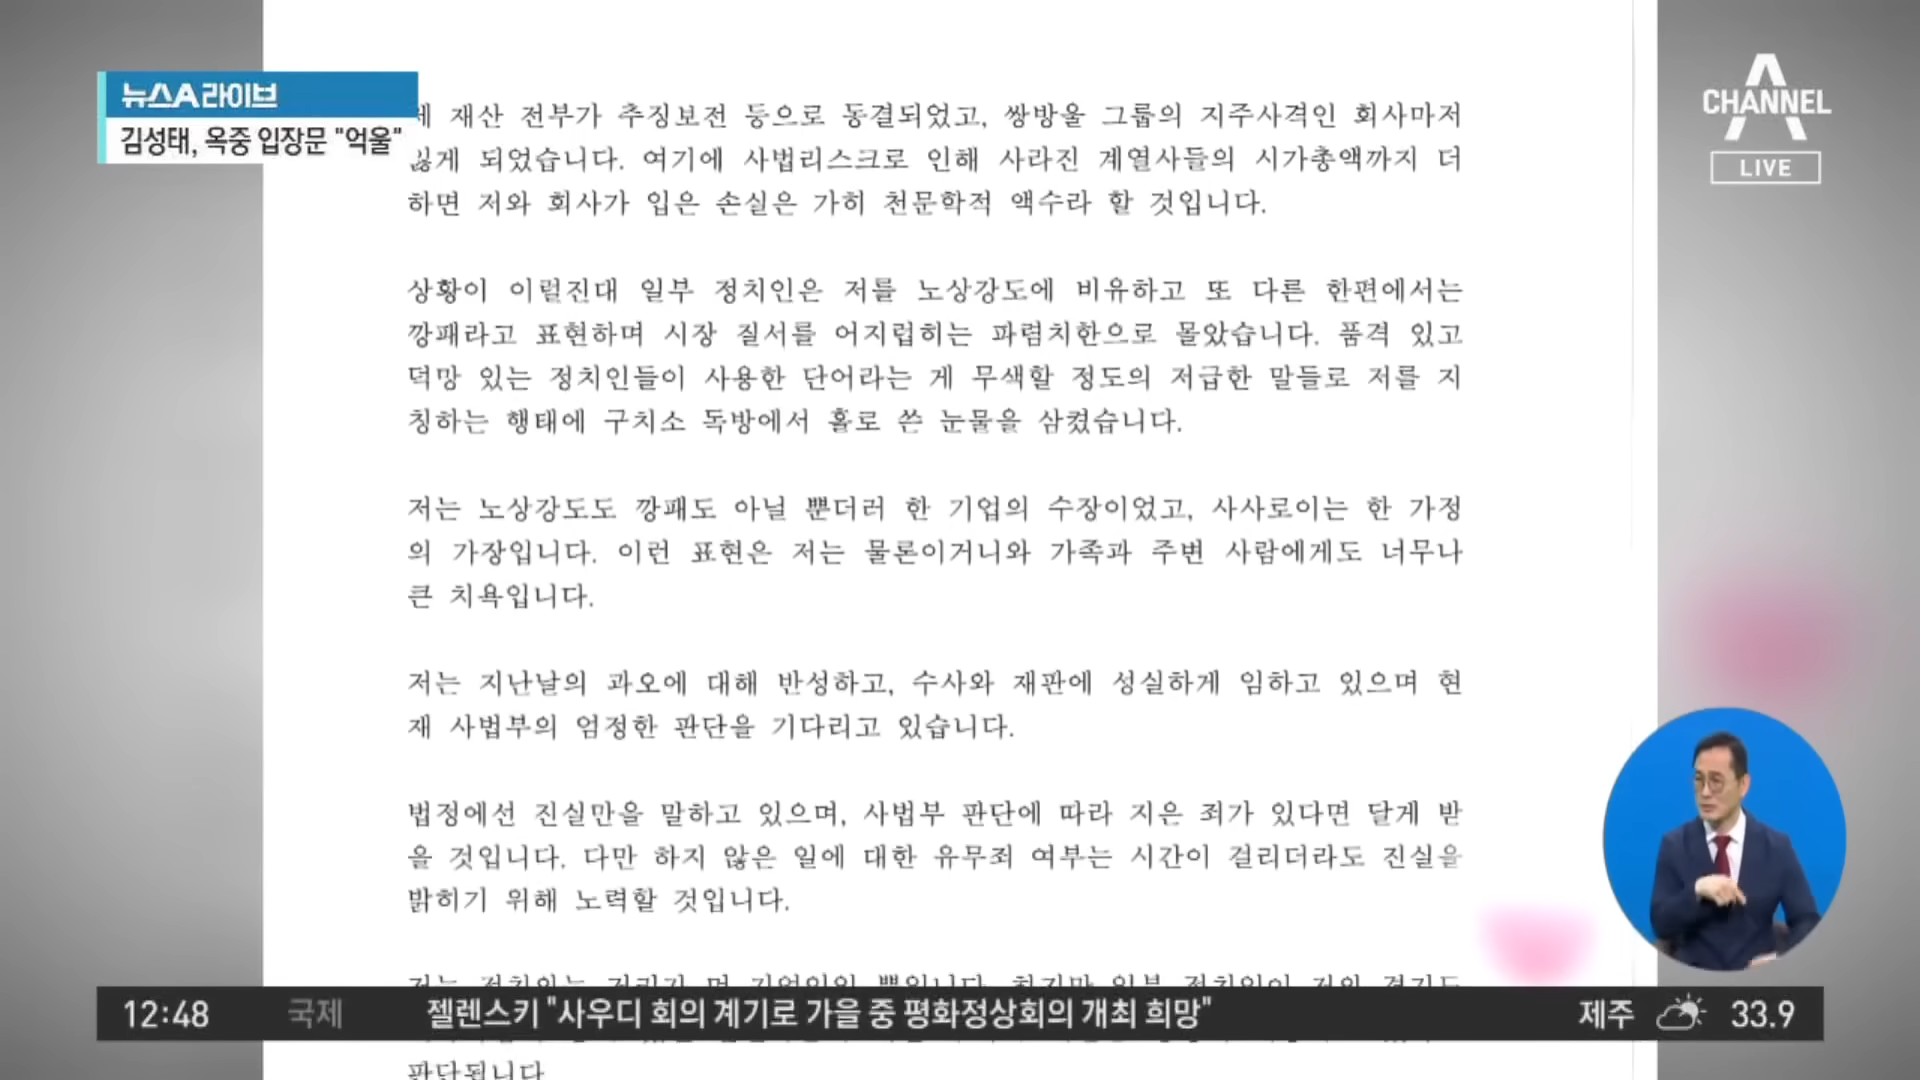 뉴스A라이브
김성태, 옥중 입장문 "억울"
CHANNEL A
LIVE
재산 전부가 추징보전 등으로 동결되었고, 쌍방울 그룹의 지주사격인 회사마저
잃게 되었습니다. 여기에 사법리스크로 인해 사라진 계열사들의 시가총액까지 더
하면 저와 회사가 입은 손실은 가히 천문학적 액수라 할 것입니다.
상황이 이럴진대 일부 정치인은 저를 노상강도에 비유하고 또 다른 한편에서는
깡패라고 표현하며 시장 질서를 어지럽히는 파렴치한으로 몰았습니다. 품격 있고
덕망 있는 정치인들이 사용한 단어라는 게 무색할 정도의 저급한 말들로 저를 지
칭하는 행태에 구치소 독방에서 홀로 쓴 눈물을 삼켰습니다.
저는 노상강도도 깡패도 아닐 뿐더러 한 기업의 수장이었고, 사사로이는 한 가정
의 가장입니다. 이런 표현은 저는 물론이거니와 가족과 주변 사람에게도 너무나
큰 치욕입니다.
저는 지난날의 과오에 대해 반성하고, 수사와 재판에 성실하게 임하고 있으며 현
재 사법부의 엄정한 판단을 기다리고 있습니다.
법정에선 진실만을 말하고 있으며, 사법부 판단에 따라 지은 죄가 있다면 달게 받
을 것입니다. 다만 하지 않은 일에 대한 유무죄 여부는 시간이 걸리더라도 진실을
밝히기 위해 노력할 것입니다.
12:48 국제 젤렌스키 "사우디 회의 계기로 가을 중 평화정상회의 개최 희망" 제주 33.9